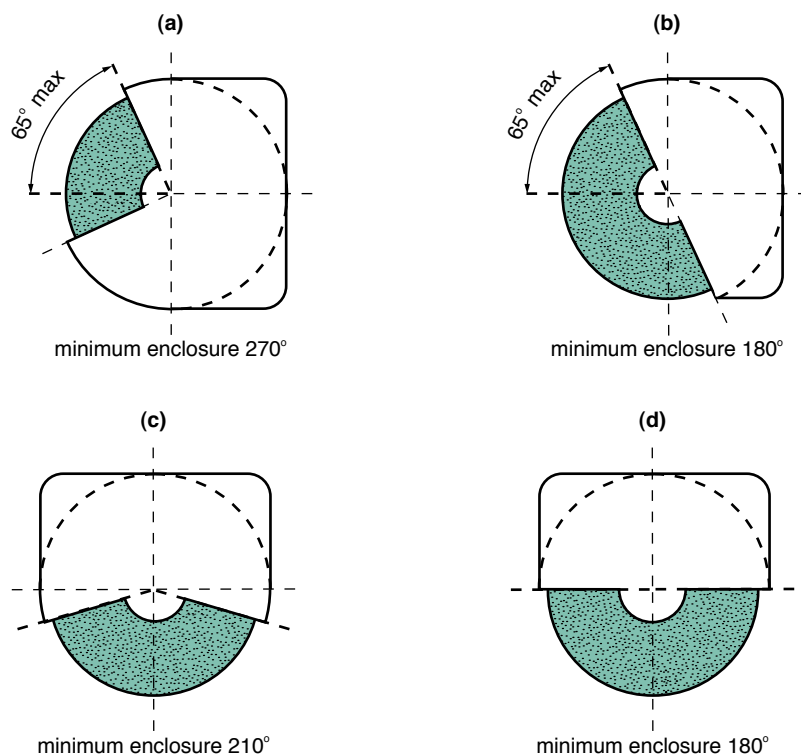 (a)
65° max
minimum enclosure 270°
(b)
65° max
minimum enclosure 180°
(c)
minimum enclosure 210°
(d)
minimum enclosure 180°